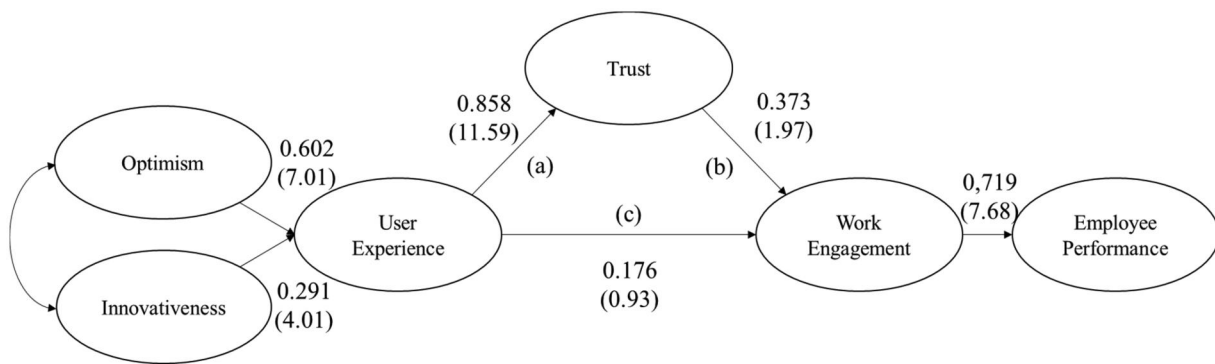 Trust
0.858
(11.59)
0.373
(1.97)
Optimism
0.602
(7.01)
(a)
(b)
0,719
(7.68)
User
Experience
(c)
Work
Engagement
Employee
Performance
0.176
(0.93)
Innovativeness
0.291
(4.01)